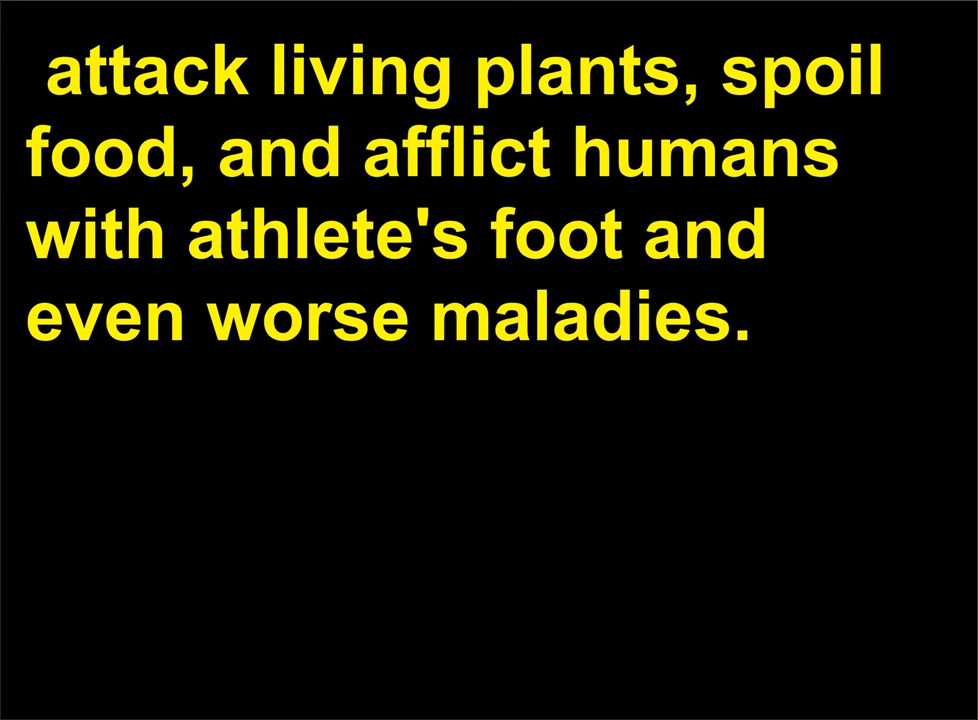 attack living plants, spoil
food, and afflict humans
with athlete's foot and
even worse maladies.